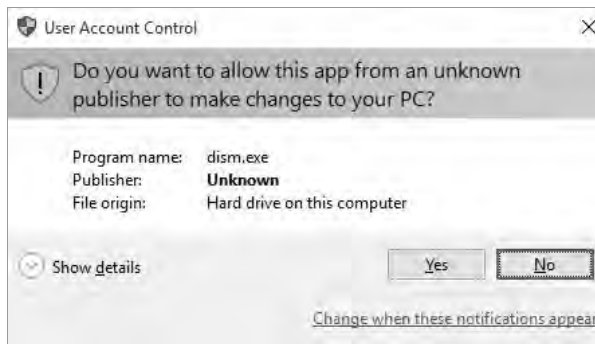 User Account Control
Do you want to allow this app from an unknown
publisher to make changes to your PC?
Program name: dism.exe
Publisher: Unknown
File origin: Hard drive on this computer
Show details
Yes
No
Change when these notifications appear